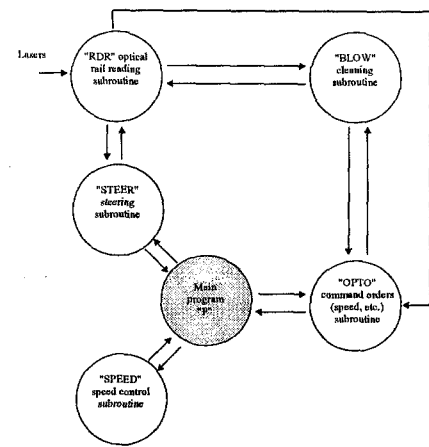 Lasers
"RDR" optical
rail reading
subroutine
"BLOW"
cleaning
subroutine
"STEER"
steering
subroutine
Main
program
"P"
"OPTO"
command orders
(speed, etc.)
subroutine
"SPEED"
speed control
subroutine